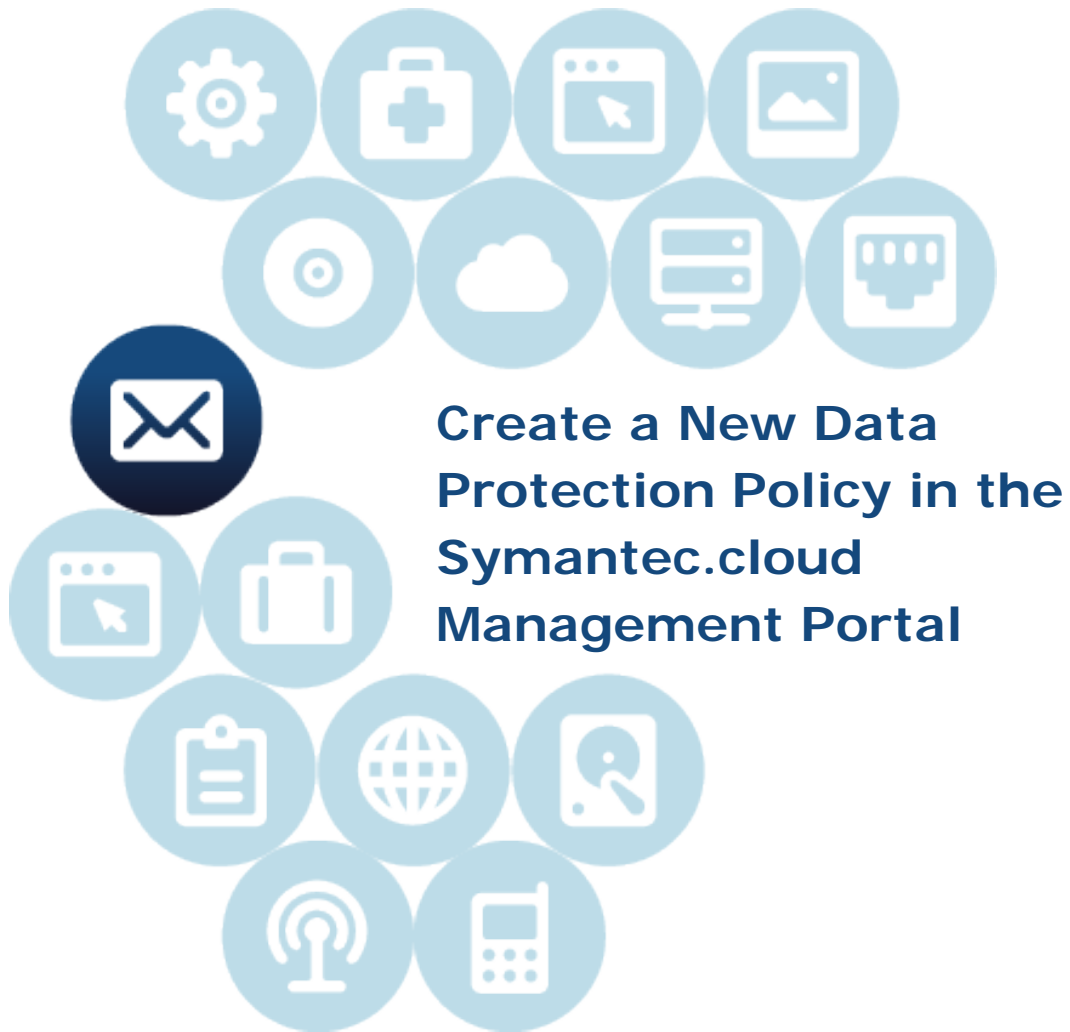 Create a New Data
Protection Policy in the
Symantec.cloud
Management Portal